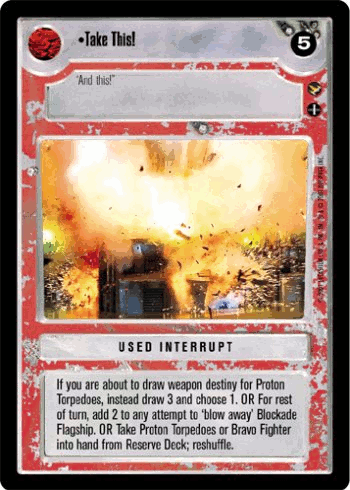 •Take This!
5
"And this!"
USED INTERRUPT
If you are about to draw weapon destiny for Proton
Torpedoes, instead draw 3 and choose 1. OR For rest
of turn, add 2 to any attempt to 'blow away' Blockade
Flagship. OR Take Proton Torpedoes or Bravo Fighter
into hand from Reserve Deck; reshuffle.